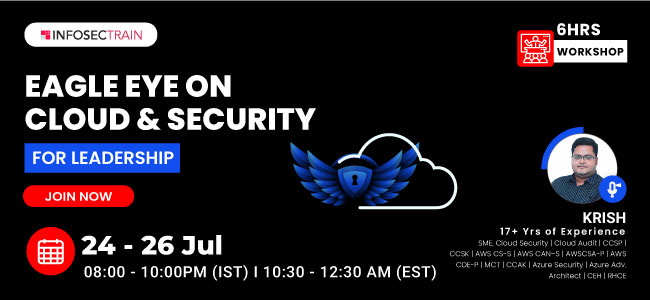 INFOSECTRAIN
6HRS
WORKSHOP
EAGLE EYE ON
CLOUD & SECURITY
FOR LEADERSHIP
JOIN NOW
24 - 26 Jul
08:00 - 10:00PM (IST) I 10:30 - 12:30 AM (EST)
KRISH
17+ Yrs of Experience
SME, Cloud Security | Cloud Audit | CCSP |
CCSK | AWS CS-S | AWS CAN-S | AWSCSA-P | AWS
CDE-P | MCT | CCAK | Azure Security | Azure Adv.
Architect | CEH | RHCE